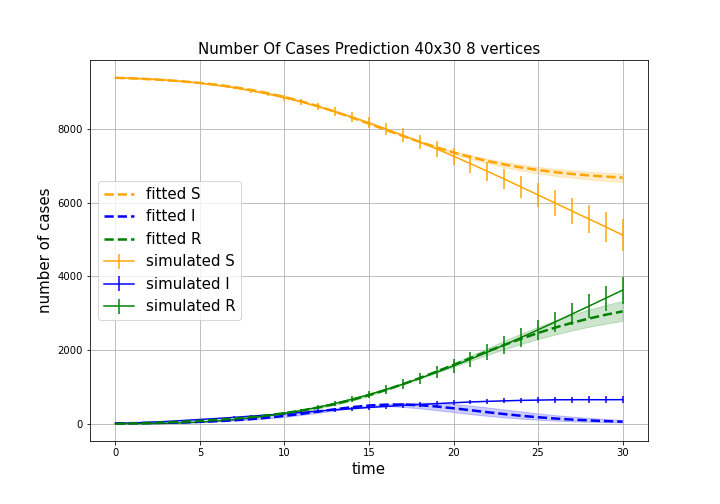 Number Of Cases Prediction 40x30 8 vertices
number of cases
8000
6000
4000
2000
0
fitted S
fitted I
fitted R
simulated S
simulated I
simulated R
0 5 10 15 20 25 30
time